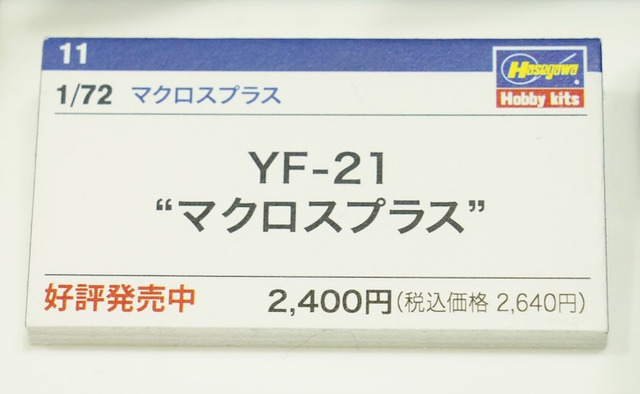 11
Hasegawa
Hobby kits
1/72 マクロスプラス
YF-21
“マクロスプラス”
好評発売中 2,400円(税込価格 2,640円)